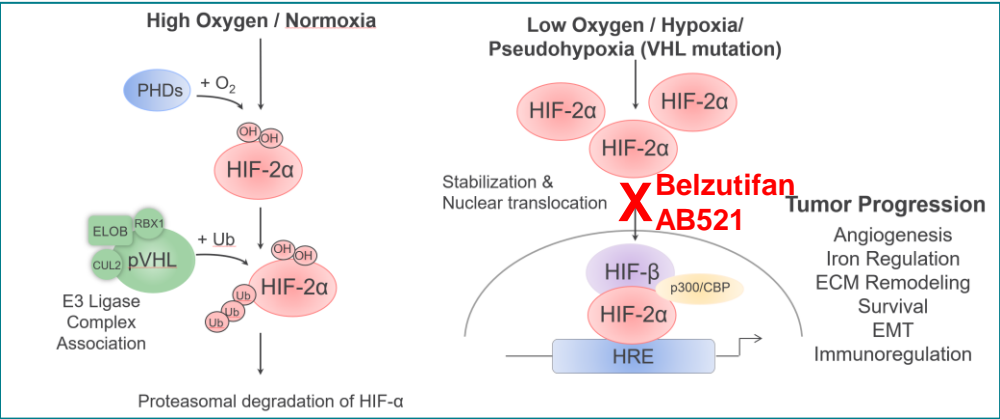 High Oxygen / Normoxia
PHDs
+ O2
OH
OH
HIF-2α
ELOB
RBX1
CUL2
pVHL
+ Ub
OH
OH
HIF-2α
Ub
Ub
Ub
E3 Ligase
Complex
Association
Proteasomal degradation of HIF-α
Low Oxygen / Hypoxia/
Pseudohypoxia (VHL mutation)
HIF-2α
HIF-2α
HIF-2α
Stabilization &
Nuclear translocation
X
Belzutifan
AB521
HIF-β
p300/CBP
HIF-2α
HRE
Tumor Progression
Angiogenesis
Iron Regulation
ECM Remodeling
Survival
EMT
Immunoregulation